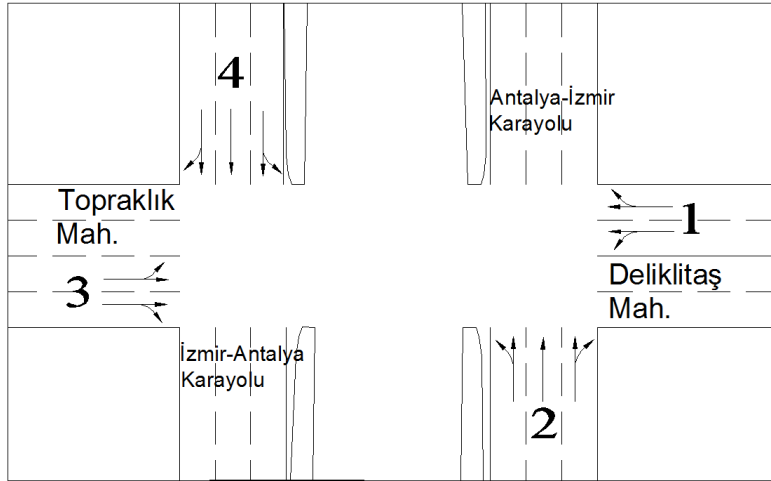 4
Antalya-İzmir
Karayolu
Topraklık
Mah.
1
3
Deliklitaş
Mah.
İzmir-Antalya
Karayolu
2